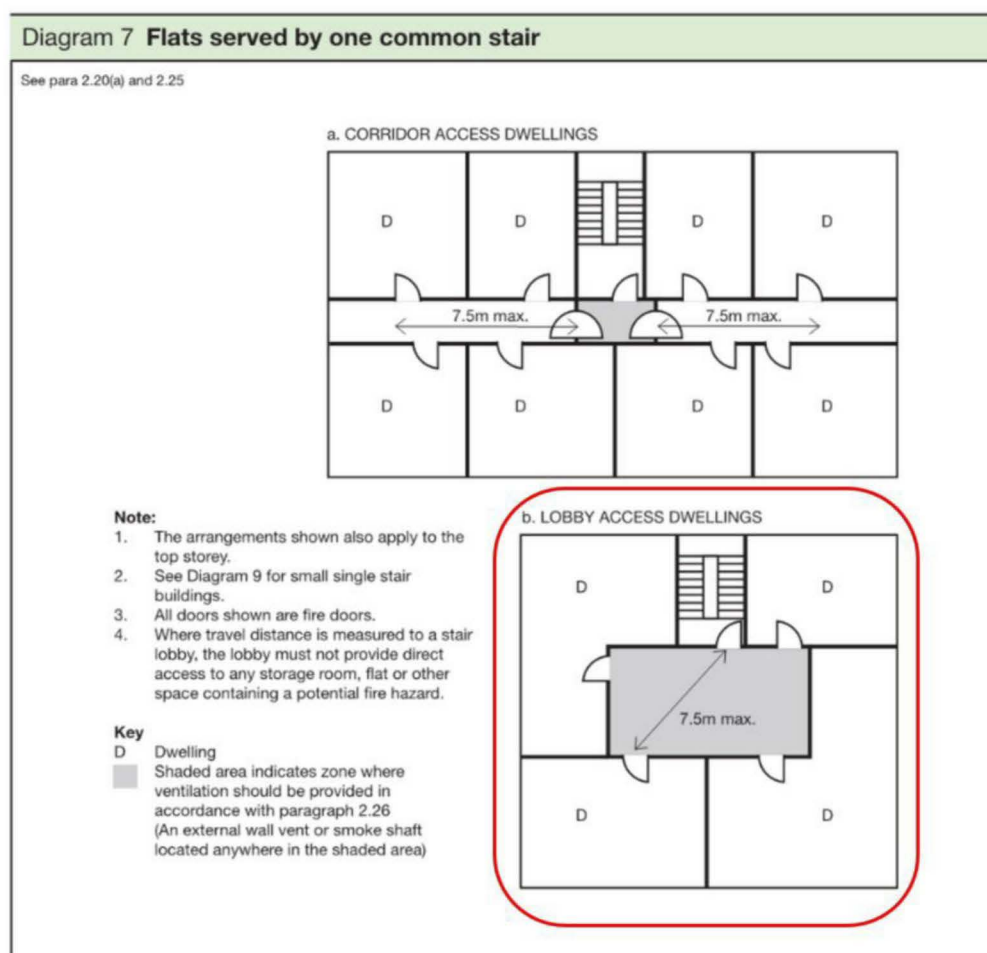 Diagram 7 Flats served by one common stair
See para 2.20(a) and 2.25
a. CORRIDOR ACCESS DWELLINGS
D D D D
7.5m max. 7.5m max.
D D D D
Note:
1. The arrangements shown also apply to the
top storey.
2. See Diagram 9 for small single stair
buildings.
3. All doors shown are fire doors.
4. Where travel distance is measured to a stair
lobby, the lobby must not provide direct
access to any storage room, flat or other
space containing a potential fire hazard.
Key
D Dwelling
Shaded area indicates zone where
ventilation should be provided in
accordance with paragraph 2.26
(An external wall vent or smoke shaft
located anywhere in the shaded area)
b. LOBBY ACCESS DWELLINGS
D D
7.5m max.
D D